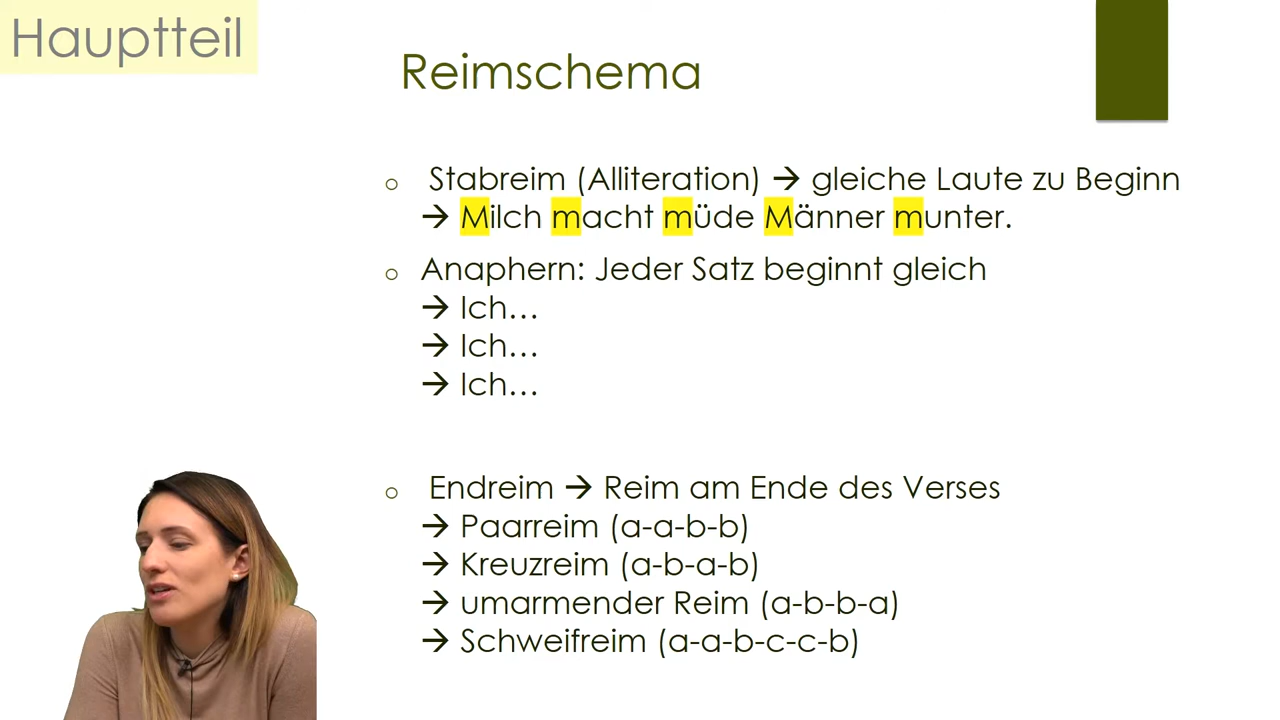 Hauptteil
Reimschema
o Stabreim (Alliteration) → gleiche Laute zu Beginn
→ Milch macht müde Männer munter.
o Anaphern: Jeder Satz beginnt gleich
→ Ich…
→ Ich…
→ Ich…
o Endreim → Reim am Ende des Verses
→ Paarreim (a-a-b-b)
→ Kreuzreim (a-b-a-b)
→ umarmender Reim (a-b-b-a)
→ Schweifreim (a-a-b-c-c-b)